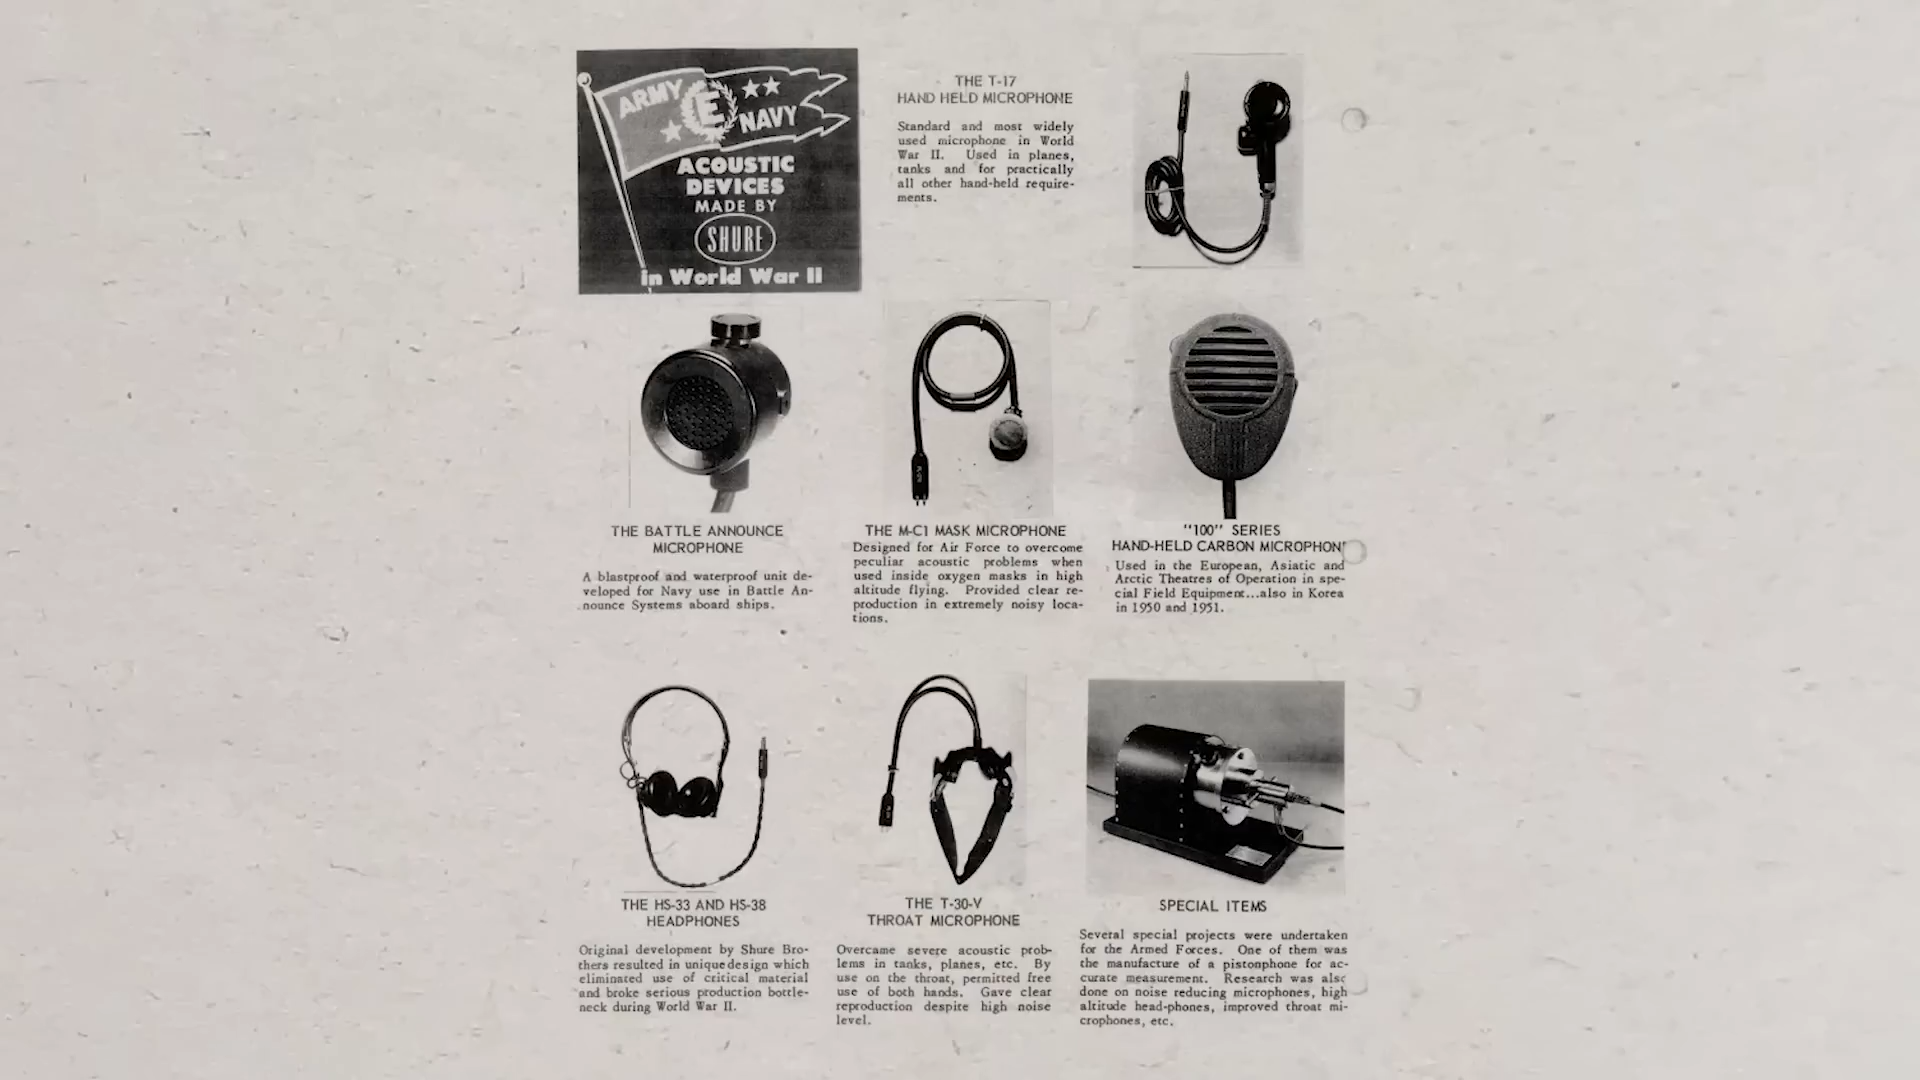 ARMY E NAVY
ACOUSTIC
DEVICES
MADE BY
SHURE
in World War II
THE T-17
HAND HELD MICROPHONE
Standard and most widely
used microphone in World
War II. Used in planes,
tanks and for practically
all other hand-held require-
ments.
THE BATTLE ANNOUNCE
MICROPHONE
A blastproof and waterproof unit de-
veloped for Navy use in Battle An-
nounce Systems aboard ships.
THE M-C1 MASK MICROPHONE
Designed for Air Force to overcome
peculiar acoustic problems when
used inside oxygen masks in high
altitude flying. Provided clear re-
production in extremely noisy loca-
tions.
"100" SERIES
HAND-HELD CARBON MICROPHON
Used in the European, Asiatic and
Arctic Theatres of Operation in spe-
cial Field Equipment...also in Korea
in 1950 and 1951.
THE HS-33 AND HS-38
HEADPHONES
Original development by Shure Bro-
thers resulted in unique design which
eliminated use of critical material
and broke serious production bottle-
neck during World War II.
THE T-30-V
THROAT MICROPHONE
Overcame severe acoustic prob-
lems in tanks, planes, etc. By
use on the throat, permitted free
use of both hands. Gave clear
reproduction despite high noise
level.
SPECIAL ITEMS
Several special projects were undertaken
for the Armed Forces. One of them was
the manufacture of a pistonphone for ac-
curate measurement. Research was also
done on noise reducing microphones, high
altitude head-phones, improved throat mi-
crophones, etc.